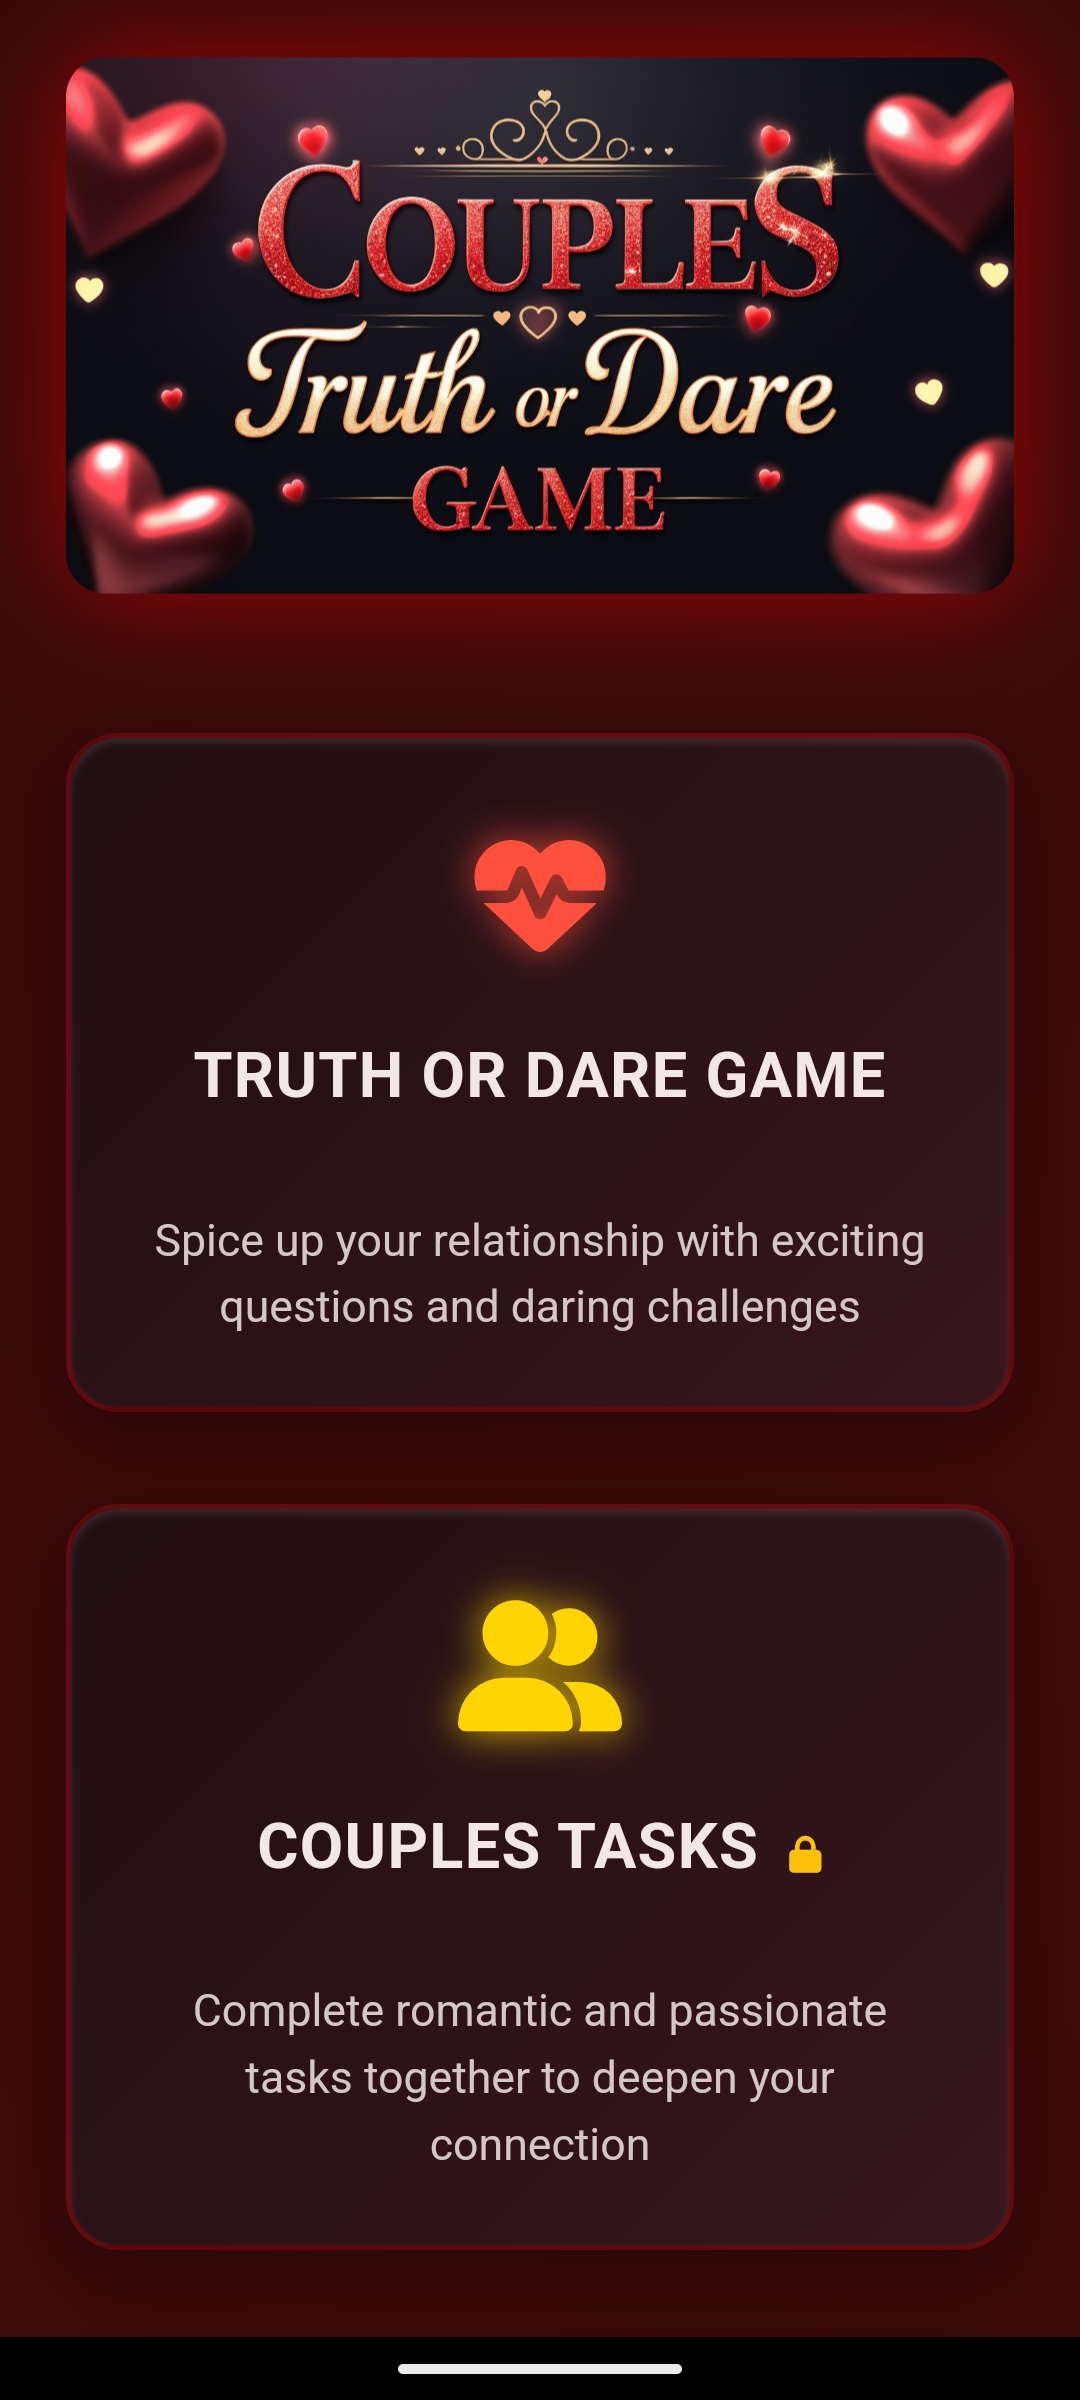 COUPLES
Truth or Dare
GAME
TRUTH OR DARE GAME
Spice up your relationship with exciting
questions and daring challenges
COUPLES TASKS
Complete romantic and passionate
tasks together to deepen your
connection